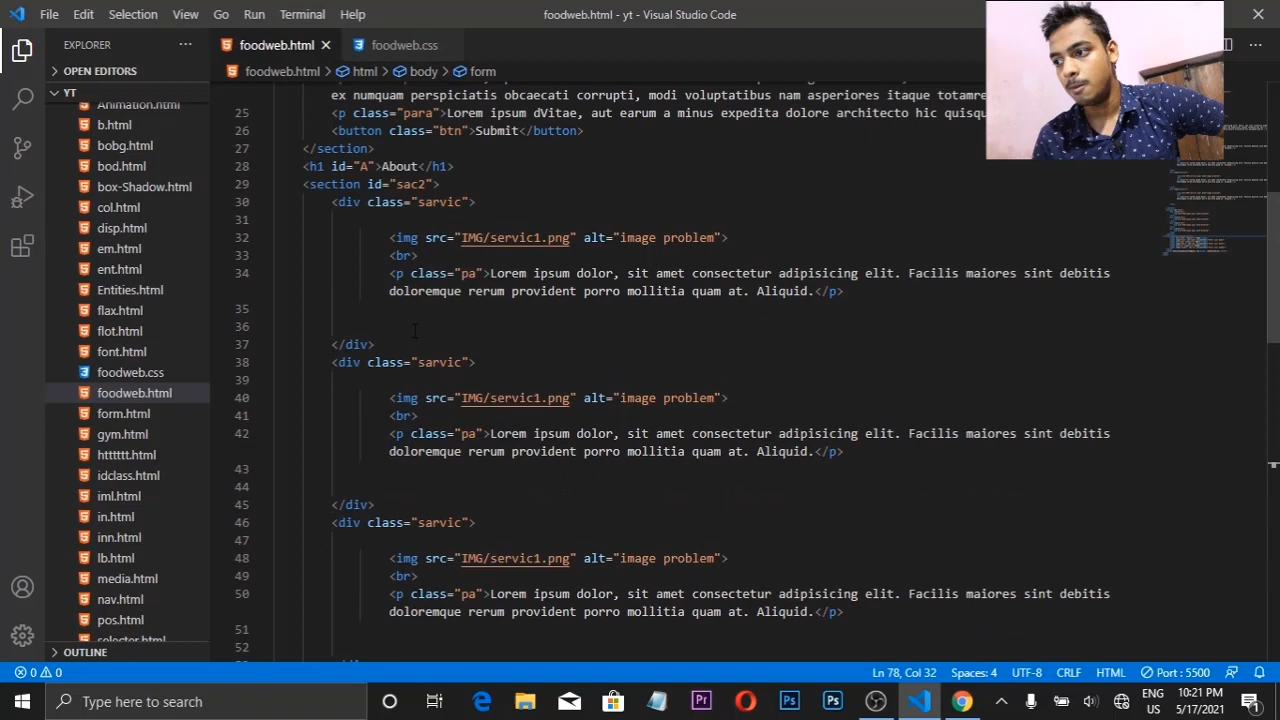 File Edit Selection View Go Run Terminal Help foodweb.html - yt - Visual Studio Code
EXPLORER
OPEN EDITORS
YT
Animation.html
b.html
bobg.html
bod.html
box-Shadow.html
col.html
disp.html
em.html
ent.html
Entities.html
flax.html
flot.html
font.html
foodweb.css
foodweb.html
form.html
gym.html
httttttt.html
idclass.html
iml.html
in.html
inn.html
lb.html
media.html
nav.html
pos.html
selecter.html
OUTLINE
foodweb.html foodweb.css
foodweb.html html body form
ex numquam perspiciatis obcaecati corrupti, modi voluptatibus nam asperiores itaque totam
25 <p class="para">Lorem ipsum dVitae, aut earum a minus expedita dolore architecto hic
26 <button class="btn">Submit</button>
27 </section>
28 <h1 id="A">About</h1>
29 <section id="sac2">
30 <div class="sarvic">
31
32 <img src="IMG/servic1.png" alt="image problem">
33 <br>
34 <p class="pa">Lorem ipsum dolor, sit amet consectetur adipisicing elit. Facilis maiores sint debitis
doloremque rerum provident porro mollitia quam at. Aliquid.</p>
35
36
37 </div>
38 <div class="sarvic">
39
40 <img src="IMG/servic1.png" alt="image problem">
41 <br>
42 <p class="pa">Lorem ipsum dolor, sit amet consectetur adipisicing elit. Facilis maiores sint debitis
doloremque rerum provident porro mollitia quam at. Aliquid.</p>
43
44
45 </div>
46 <div class="sarvic">
47
48 <img src="IMG/servic1.png" alt="image problem">
49 <br>
50 <p class="pa">Lorem ipsum dolor, sit amet consectetur adipisicing elit. Facilis maiores sint debitis
doloremque rerum provident porro mollitia quam at. Aliquid.</p>
51
52
0 0 Ln 78, Col 32 Spaces: 4 UTF-8 CRLF HTML Port : 5500
Type here to search
ENG
US
10:21 PM
5/17/2021